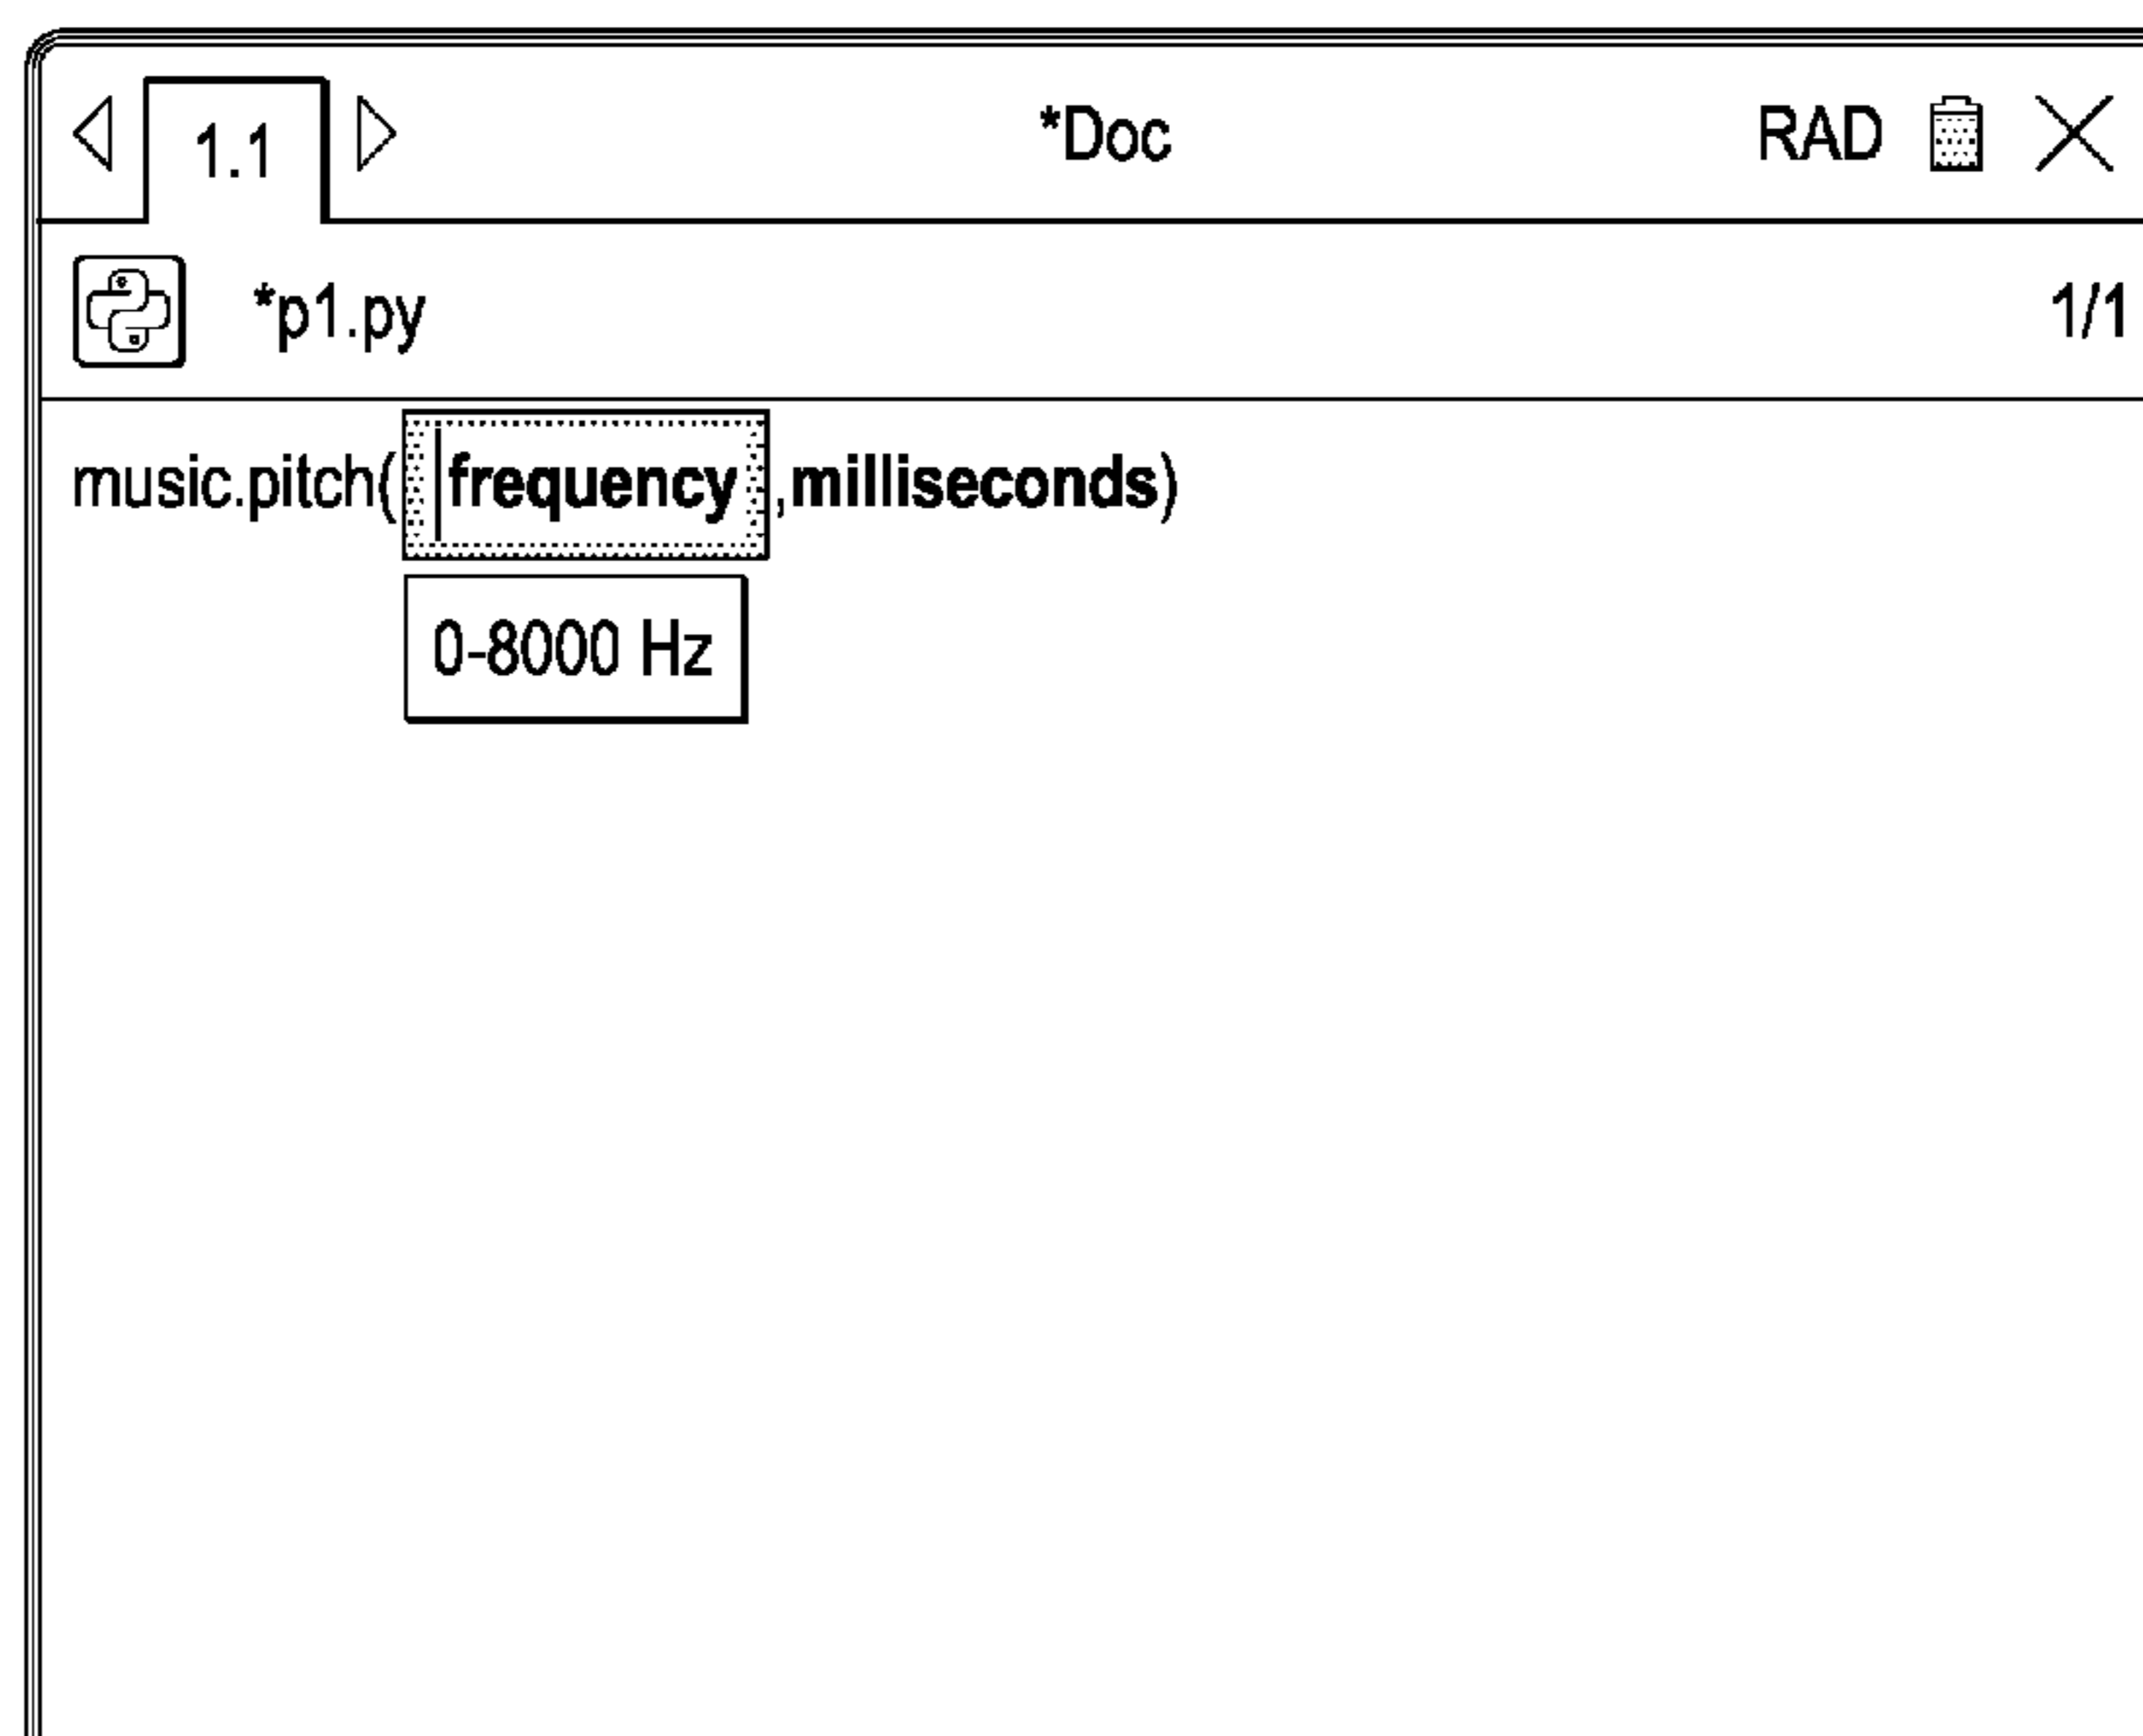 1.1 *Doc RAD
*p1.py 1/1
music.pitch(frequency,milliseconds)
0-8000 Hz